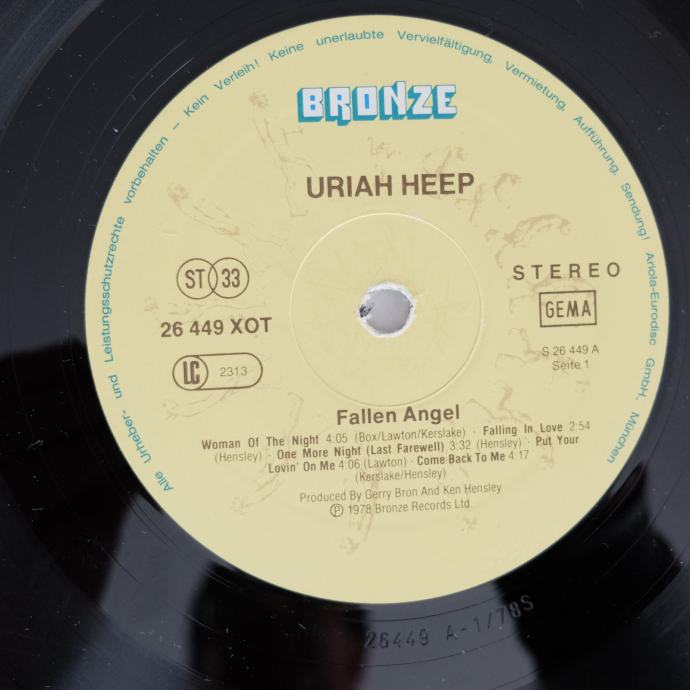 Alle Urheber- und Leistungsschutzrechte vorbehalten – Kein Verleih! Keine unerlaubte Vervielfältigung, Vermietung, Aufführung, Sendung! Ariola-Eurodisc GmbH, München
BRONZE
URIAH HEEP
ST 33
STEREO
26 449 XOT
GEMA
LC 2313
S 26 449 A
Seite 1
Fallen Angel
Woman Of The Night 4:05 (Box/Lawton/Kerslake) · Falling In Love 2:54
(Hensley) · One More Night (Last Farewell) 3:32 (Hensley) · Put Your
Lovin' On Me 4:06 (Lawton) · Come Back To Me 4:17
(Kerslake/Hensley)
Produced By Gerry Bron And Ken Hensley
℗ 1978 Bronze Records Ltd.
26449 A-1/78S